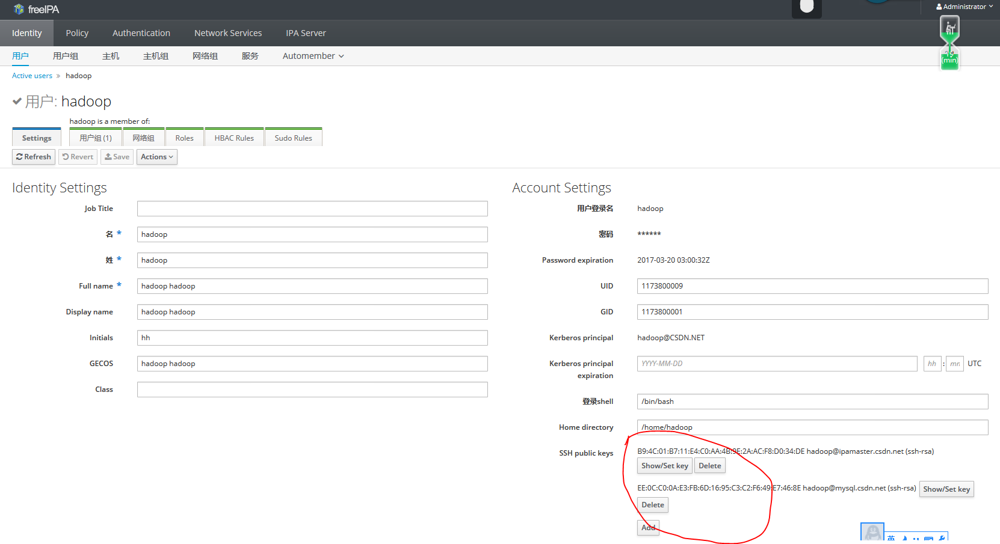 freeIPA
Administrator
Identity Policy Authentication Network Services IPA Server
用户 用户组 主机 主机组 网络组 服务 Automember
(min)
Active users » hadoop
用户: hadoop
hadoop is a member of:
Settings 用户组 (1) 网络组 Roles HBAC Rules Sudo Rules
Refresh Revert Save Actions
Identity Settings
Job Title
名 * hadoop
姓 * hadoop
Full name * hadoop hadoop
Display name hadoop hadoop
Initials hh
GECOS hadoop hadoop
Class
Account Settings
用户登录名 hadoop
密码 ******
Password expiration 2017-03-20 03:00:32Z
UID 1173800009
GID 1173800001
Kerberos principal hadoop@CSDN.NET
Kerberos principal YYYY-MM-DD hh : mm UTC
expiration
登录shell /bin/bash
Home directory /home/hadoop
SSH public keys B9:4C:01:B7:11:E4:C0:AA:4B:9E:2A:AC:F8:D0:34:DE hadoop@ipamaster.csdn.net (ssh-rsa)
Show/Set key Delete
EE:0C:C0:0A:E3:FB:6D:16:95:C3:C2:F6:49:E7:46:8E hadoop@mysql.csdn.net (ssh-rsa) Show/Set key
Delete
Add
英